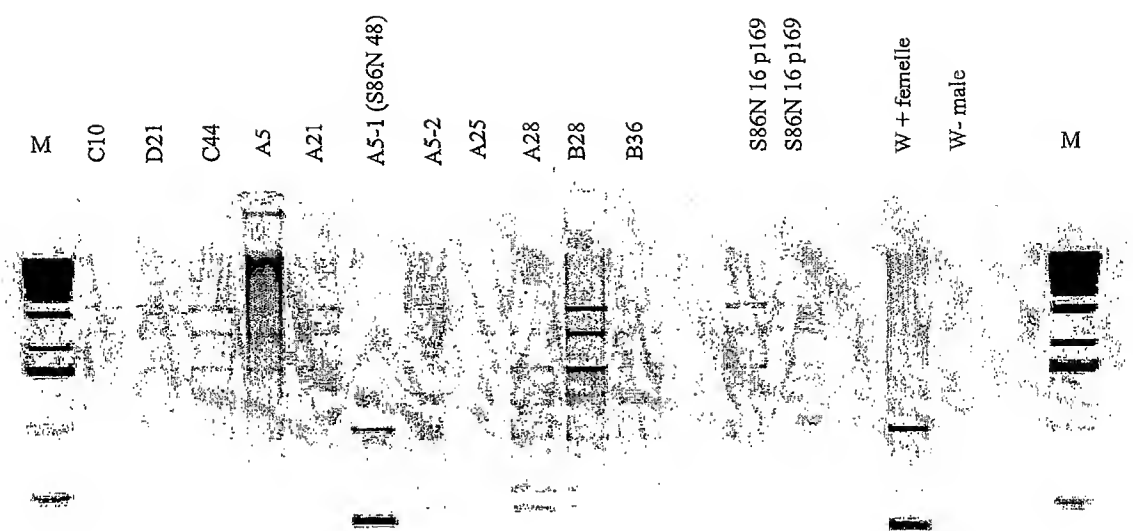 M
C10
D21
C44
A5
A21
A5-1 (S86N 48)
A5-2
A25
A28
B28
B36
S86N 16 p169
S86N 16 p169
W + femelle
W- male
M